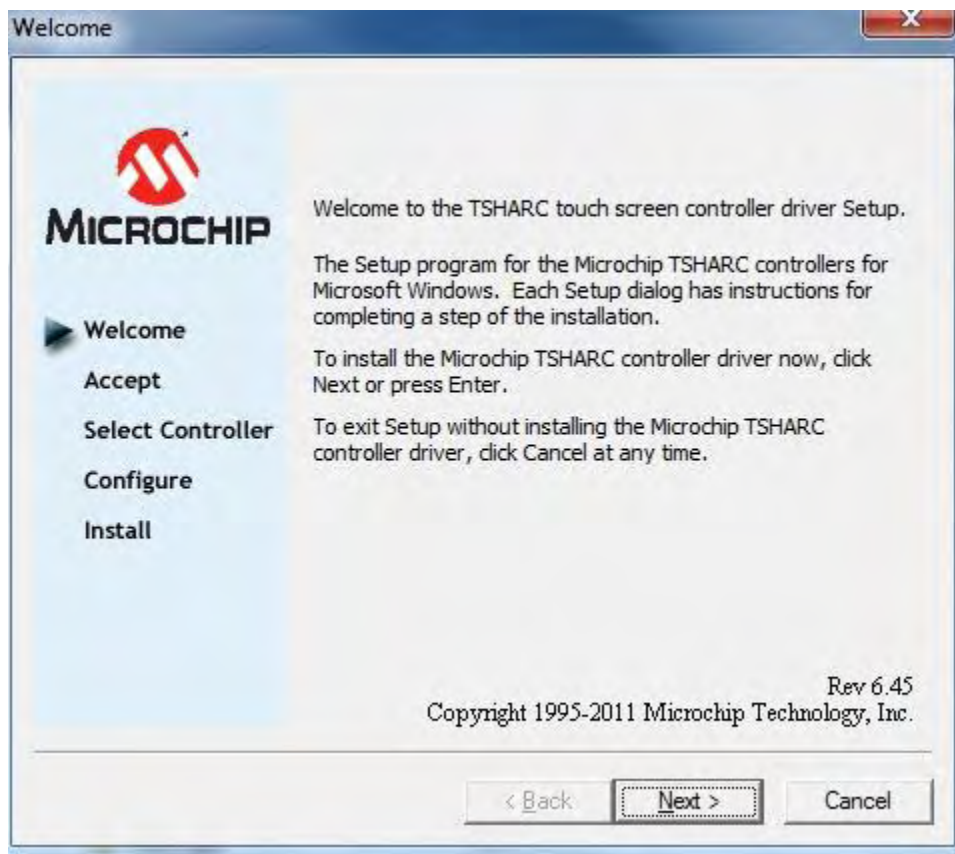 Welcome
X
MICROCHIP
Welcome
Accept
Select Controller
Configure
Install
Welcome to the TSHARC touch screen controller driver Setup.
The Setup program for the Microchip TSHARC controllers for
Microsoft Windows.  Each Setup dialog has instructions for
completing a step of the installation.
To install the Microchip TSHARC controller driver now, click
Next or press Enter.
To exit Setup without installing the Microchip TSHARC
controller driver, click Cancel at any time.
Rev 6.45
Copyright 1995-2011 Microchip Technology, Inc.
< Back
Next >
Cancel